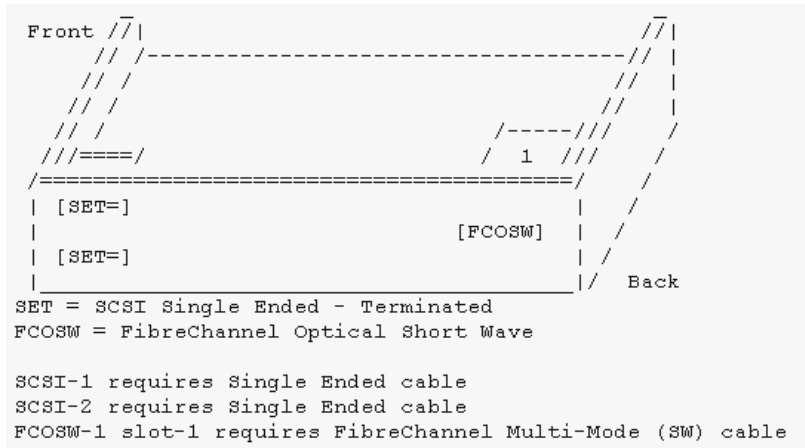 Front
1
[SET=]
[FCOSW]
[SET=]
Back
SET = SCSI Single Ended - Terminated
FCOSW = FibreChannel Optical Short Wave
SCSI-1 requires Single Ended cable
SCSI-2 requires Single Ended cable
FCOSW-1 slot-1 requires FibreChannel Multi-Mode (SW) cable